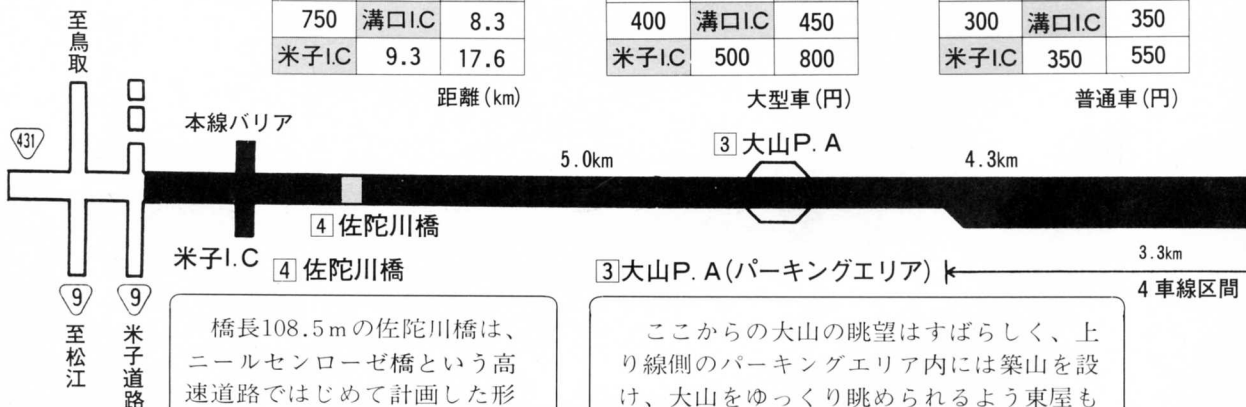 750 溝口I.C 8.3
米子I.C 9.3 17.6
距離(km)
400 溝口I.C 450
米子I.C 500 800
大型車(円)
300 溝口I.C 350
米子I.C 350 550
普通車(円)
至鳥取
431
本線バリア
5.0km
3 大山P. A
4.3km
4 佐陀川橋
米子I.C
9
至松江
9
米子道路
3.3km
4車線区間
4 佐陀川橋
橋長108.5mの佐陀川橋は、
ニールセンローゼ橋という高
速道路ではじめて計画した形
3 大山P. A(パーキングエリア)
ここからの大山の眺望はすばらしく、上
り線側のパーキングエリア内には築山を設
け、大山をゆっくり眺められるよう東屋も